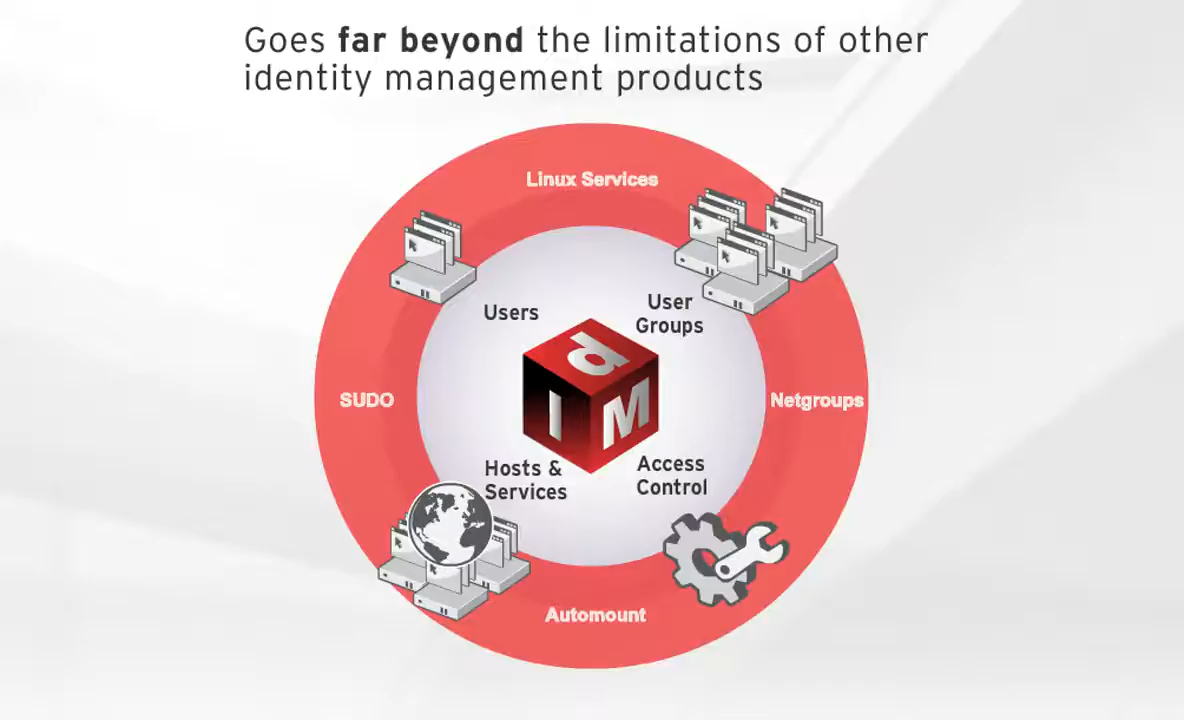 Goes far beyond the limitations of other
identity management products
Linux Services
Users
User
Groups
d
I M
SUDO
Netgroups
Hosts &
Services
Access
Control
Automount